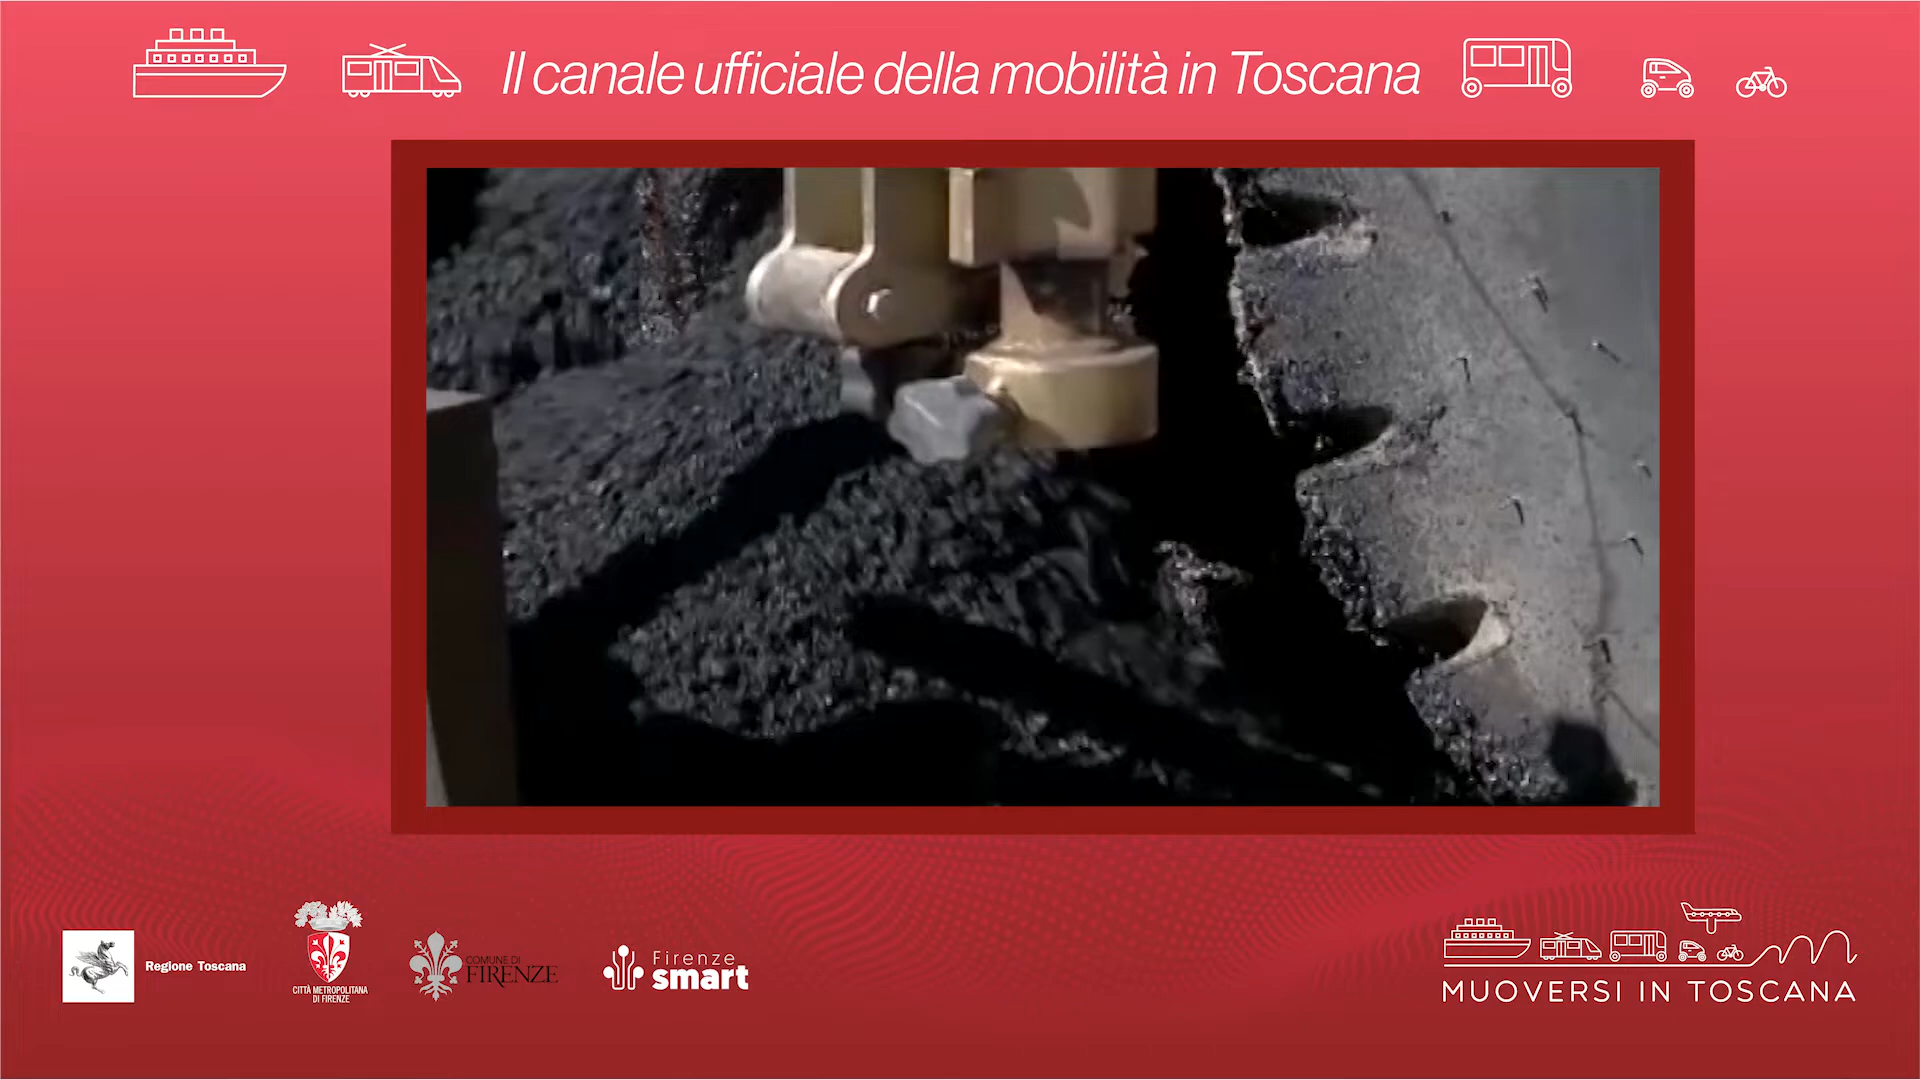 Il canale ufficiale della mobilità in Toscana
Regione Toscana
CITTÀ METROPOLITANA
DI FIRENZE
COMUNE DI
FIRENZE
Firenze
smart
MUOVERSI IN TOSCANA